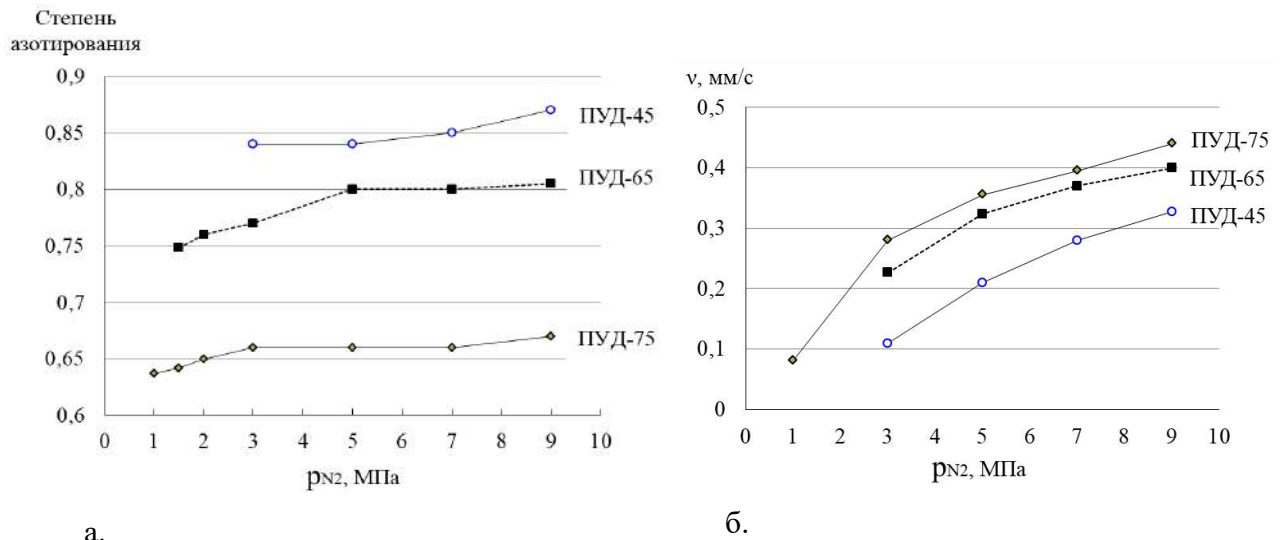 Степень
азотирования
0,9
0,85
0,8
0,75
0,7
0,65
0,6
0 1 2 3 4 5 6 7 8 9 10
pN2, МПа
ПУД-45
ПУД-65
ПУД-75
а.
ν, мм/с
0,5
0,4
0,3
0,2
0,1
0
0 1 2 3 4 5 6 7 8 9 10
pN2, МПа
ПУД-75
ПУД-65
ПУД-45
б.